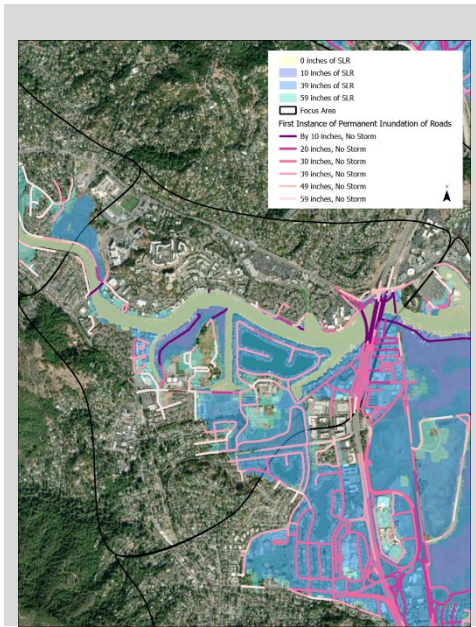 0 inches of SLR
10 inches of SLR
39 inches of SLR
59 inches of SLR
Focus Area
First Instance of Permanent Inundation of Roads
By 10 inches, No Storm
20 inches, No Storm
30 inches, No Storm
39 inches, No Storm
49 inches, No Storm
59 inches, No Storm
N